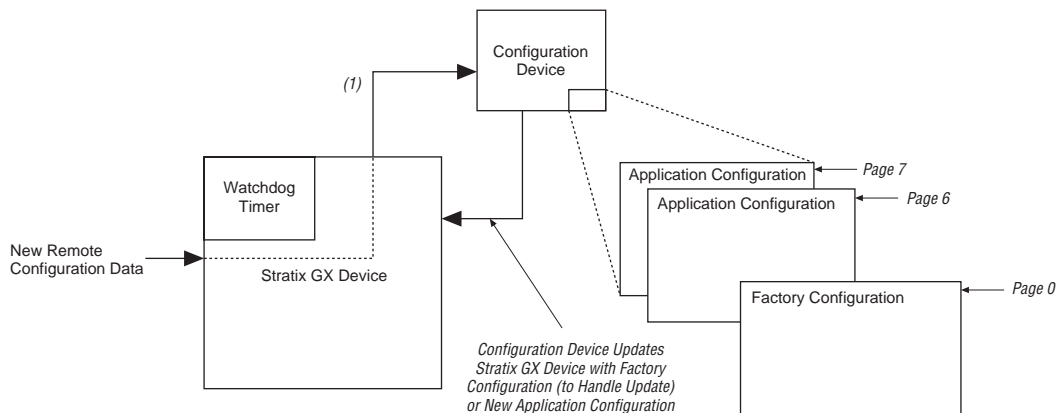 Configuration
Device
(1)
Watchdog
Timer
Application Configuration
Page 7
Application Configuration
Page 6
New Remote
Configuration Data
Stratix GX Device
Factory Configuration
Page 0
Configuration Device Updates
Stratix GX Device with Factory
Configuration (to Handle Update)
or New Application Configuration